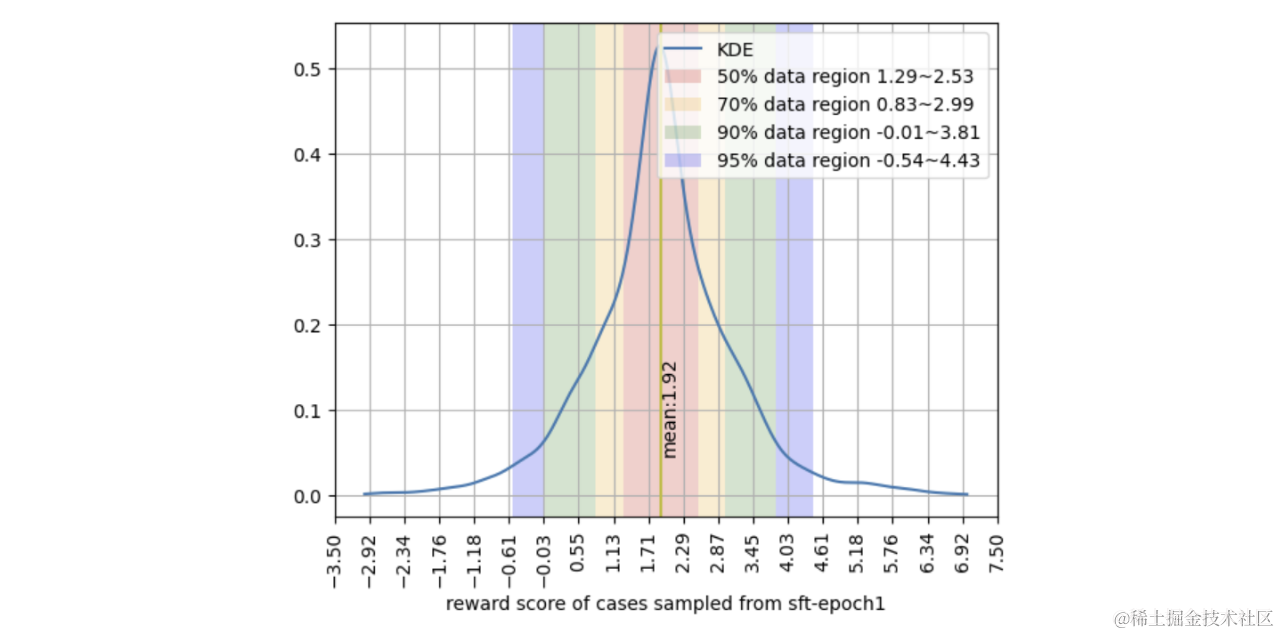 KDE
50% data region 1.29~2.53
70% data region 0.83~2.99
90% data region -0.01~3.81
95% data region -0.54~4.43
0.5
0.4
0.3
0.2
0.1
0.0
mean:1.92
−3.50 −2.92 −2.34 −1.76 −1.18 −0.61 −0.03 0.55 1.13 1.71 2.29 2.87 3.45 4.03 4.61 5.18 5.76 6.34 6.92 7.50
reward score of cases sampled from sft-epoch1
@稀土掘金技术社区